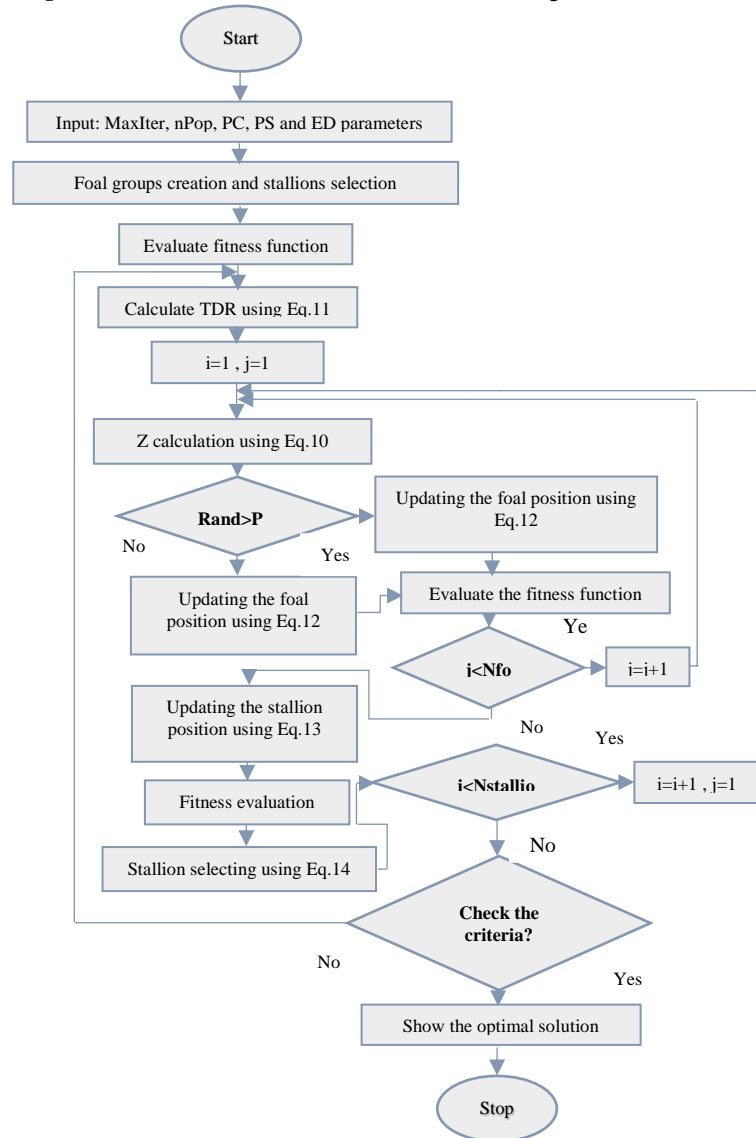 Start
Input: MaxIter, nPop, PC, PS and ED parameters
Foal groups creation and stallions selection
Evaluate fitness function
Calculate TDR using Eq.11
i=1 , j=1
Z calculation using Eq.10
Rand>P
No
Yes
Updating the foal position using
Eq.12
Updating the foal
position using Eq.12
Evaluate the fitness function
Ye
j<Nfo
j=j+1
No
Updating the stallion
position using Eq.13
Fitness evaluation
Stallion selecting using Eq.14
i<Nstallio
Yes
i=i+1 , j=1
No
Check the
criteria?
No
Yes
Show the optimal solution
Stop